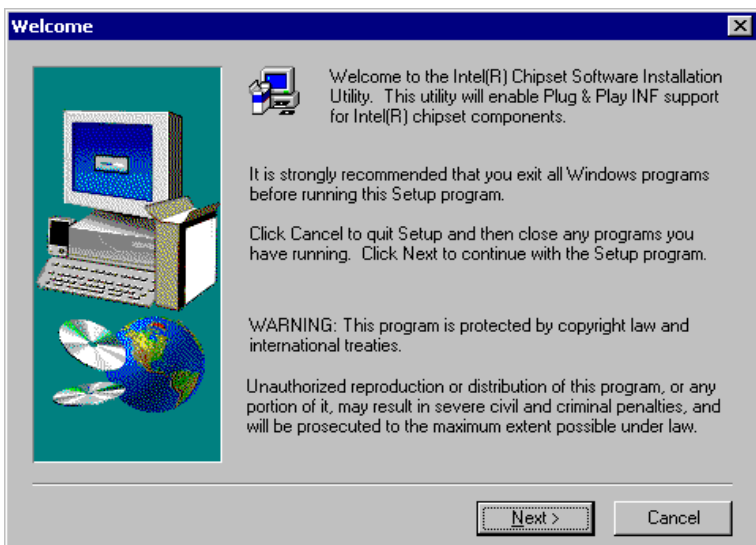 Welcome
Welcome to the Intel(R) Chipset Software Installation
Utility. This utility will enable Plug & Play INF support
for Intel(R) chipset components.
It is strongly recommended that you exit all Windows programs
before running this Setup program.
Click Cancel to quit Setup and then close any programs you
have running. Click Next to continue with the Setup program.
WARNING: This program is protected by copyright law and
international treaties.
Unauthorized reproduction or distribution of this program, or any
portion of it, may result in severe civil and criminal penalties, and
will be prosecuted to the maximum extent possible under law.
Next >
Cancel